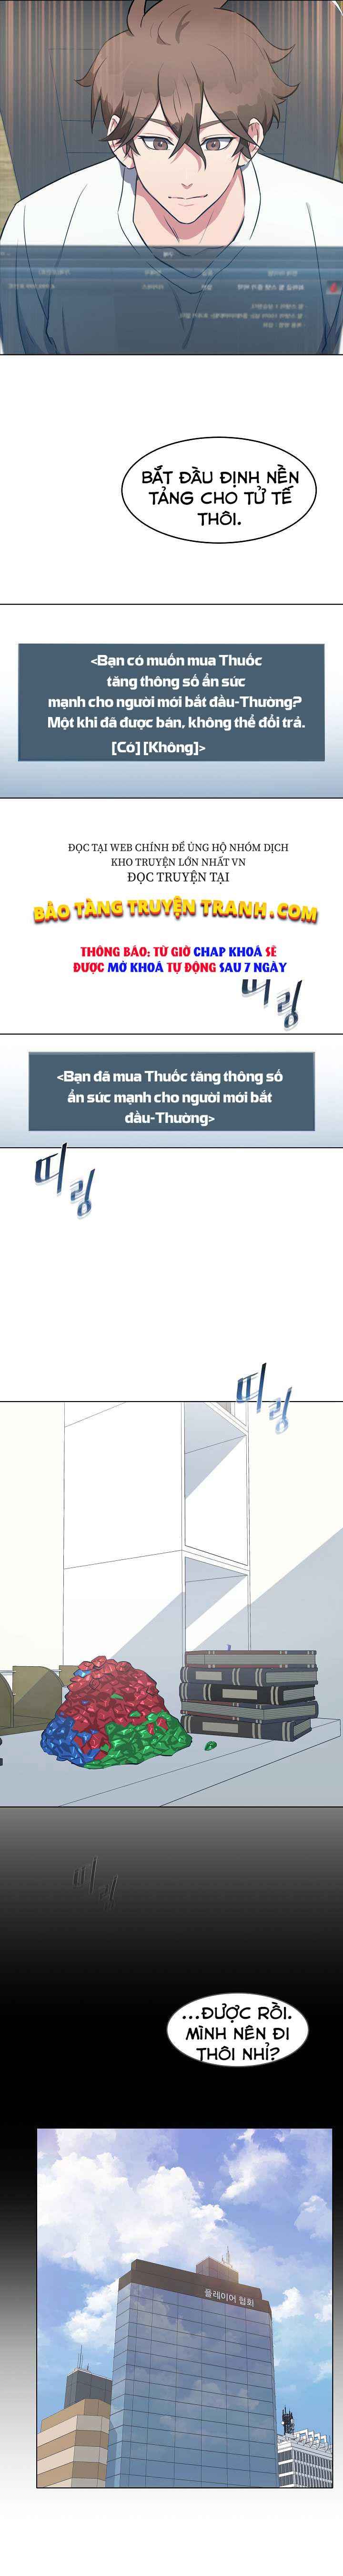 BẮT ĐẦU ĐỊNH NỀN
TẢNG CHO TỬ TẾ
THÔI.
<Bạn có muốn mua Thuốc
tăng thông số ẩn sức
mạnh cho người mới bắt đầu-Thường?
Một khi đã được bán, không thể đổi trả.
[Có] [Không]>
ĐỌC TẠI WEB CHÍNH ĐỂ ỦNG HỘ NHÓM DỊCH
KHO TRUYỆN LỚN NHẤT VN
ĐỌC TRUYỆN TẠI
BẢO TÀNG TRUYỆN TRANH.COM
THÔNG BÁO: TỪ GIỜ CHAP KHOÁ SẼ
ĐƯỢC MỞ KHOÁ TỰ ĐỘNG SAU 7 NGÀY
띠링
<Bạn đã mua Thuốc tăng thông số
ẩn sức mạnh cho người mới bắt
đầu-Thường>
띠링
띠링
띠링
...ĐƯỢC RỒI.
MÌNH NÊN ĐI
THÔI NHỈ?
플레이어 협회